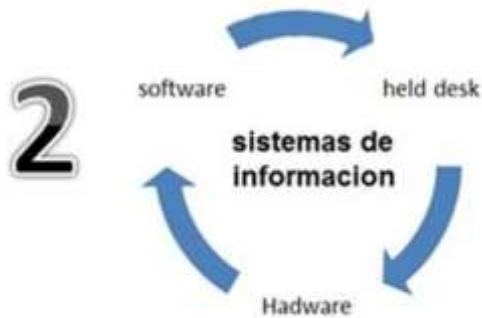 2
software
held desk
sistemas de
informacion
Hadware